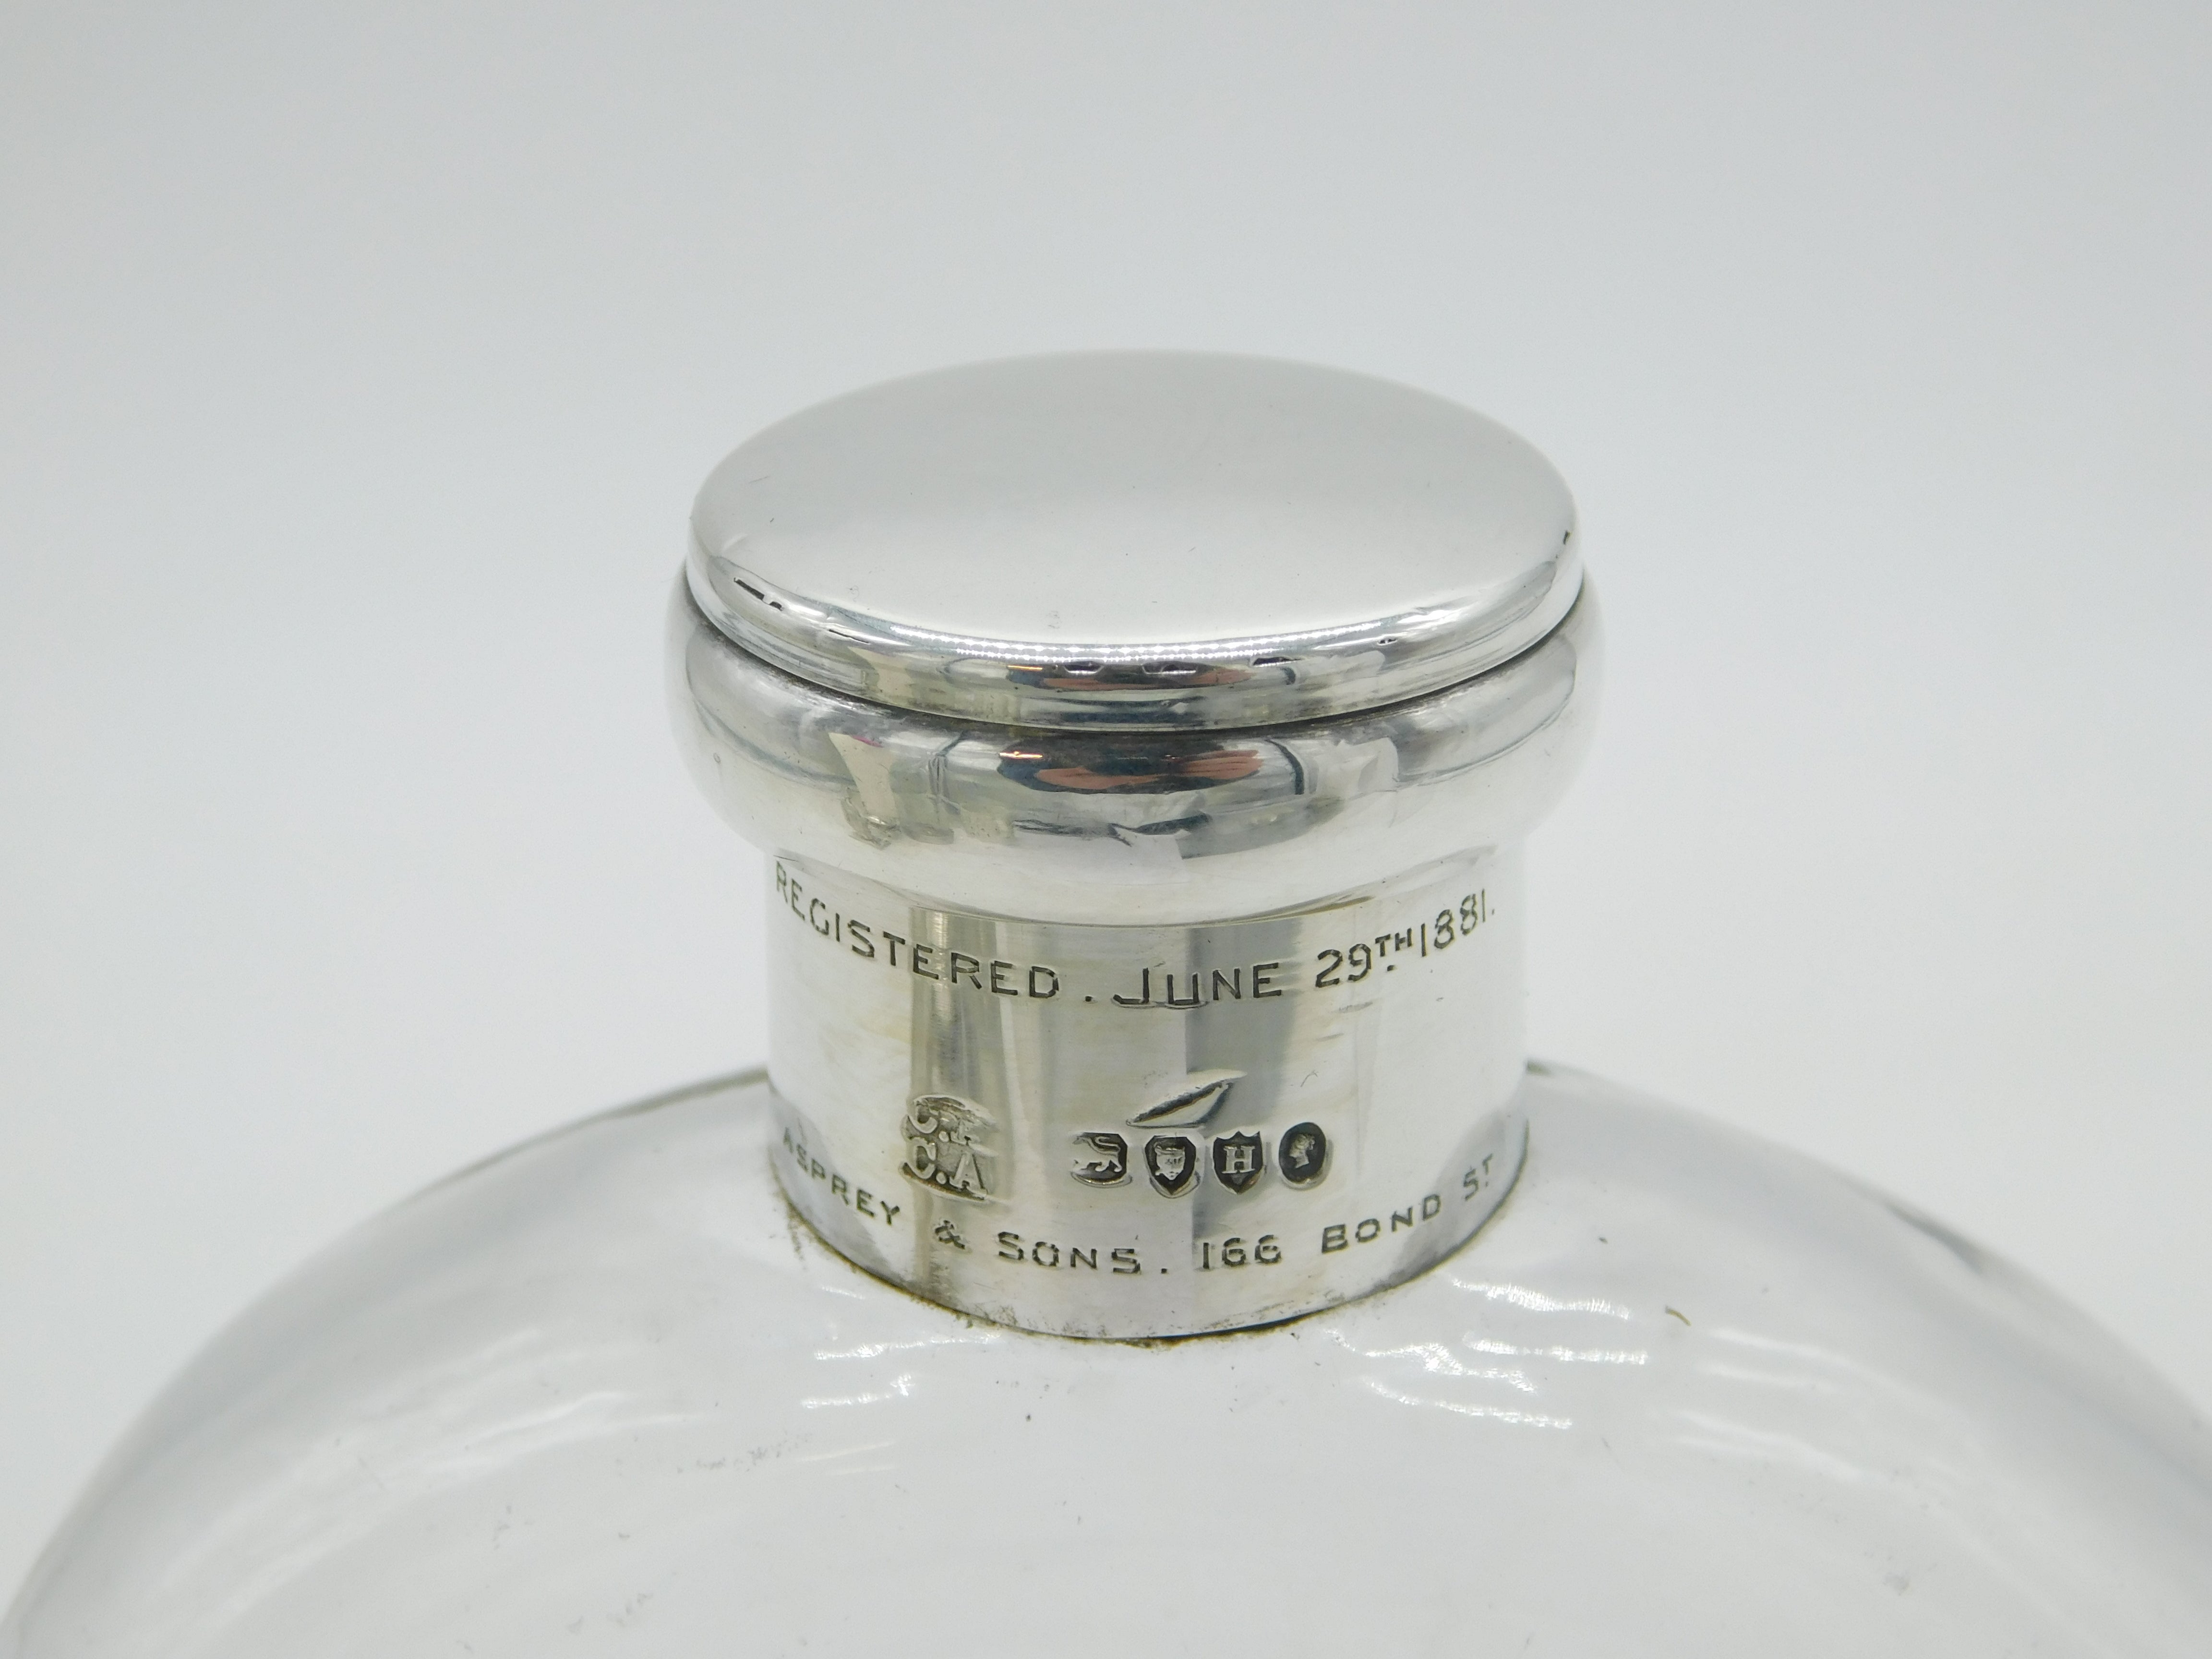 REGISTERED. JUNE 29TH 1881.
C.A
H
ASPREY & SONS. 166 BOND ST